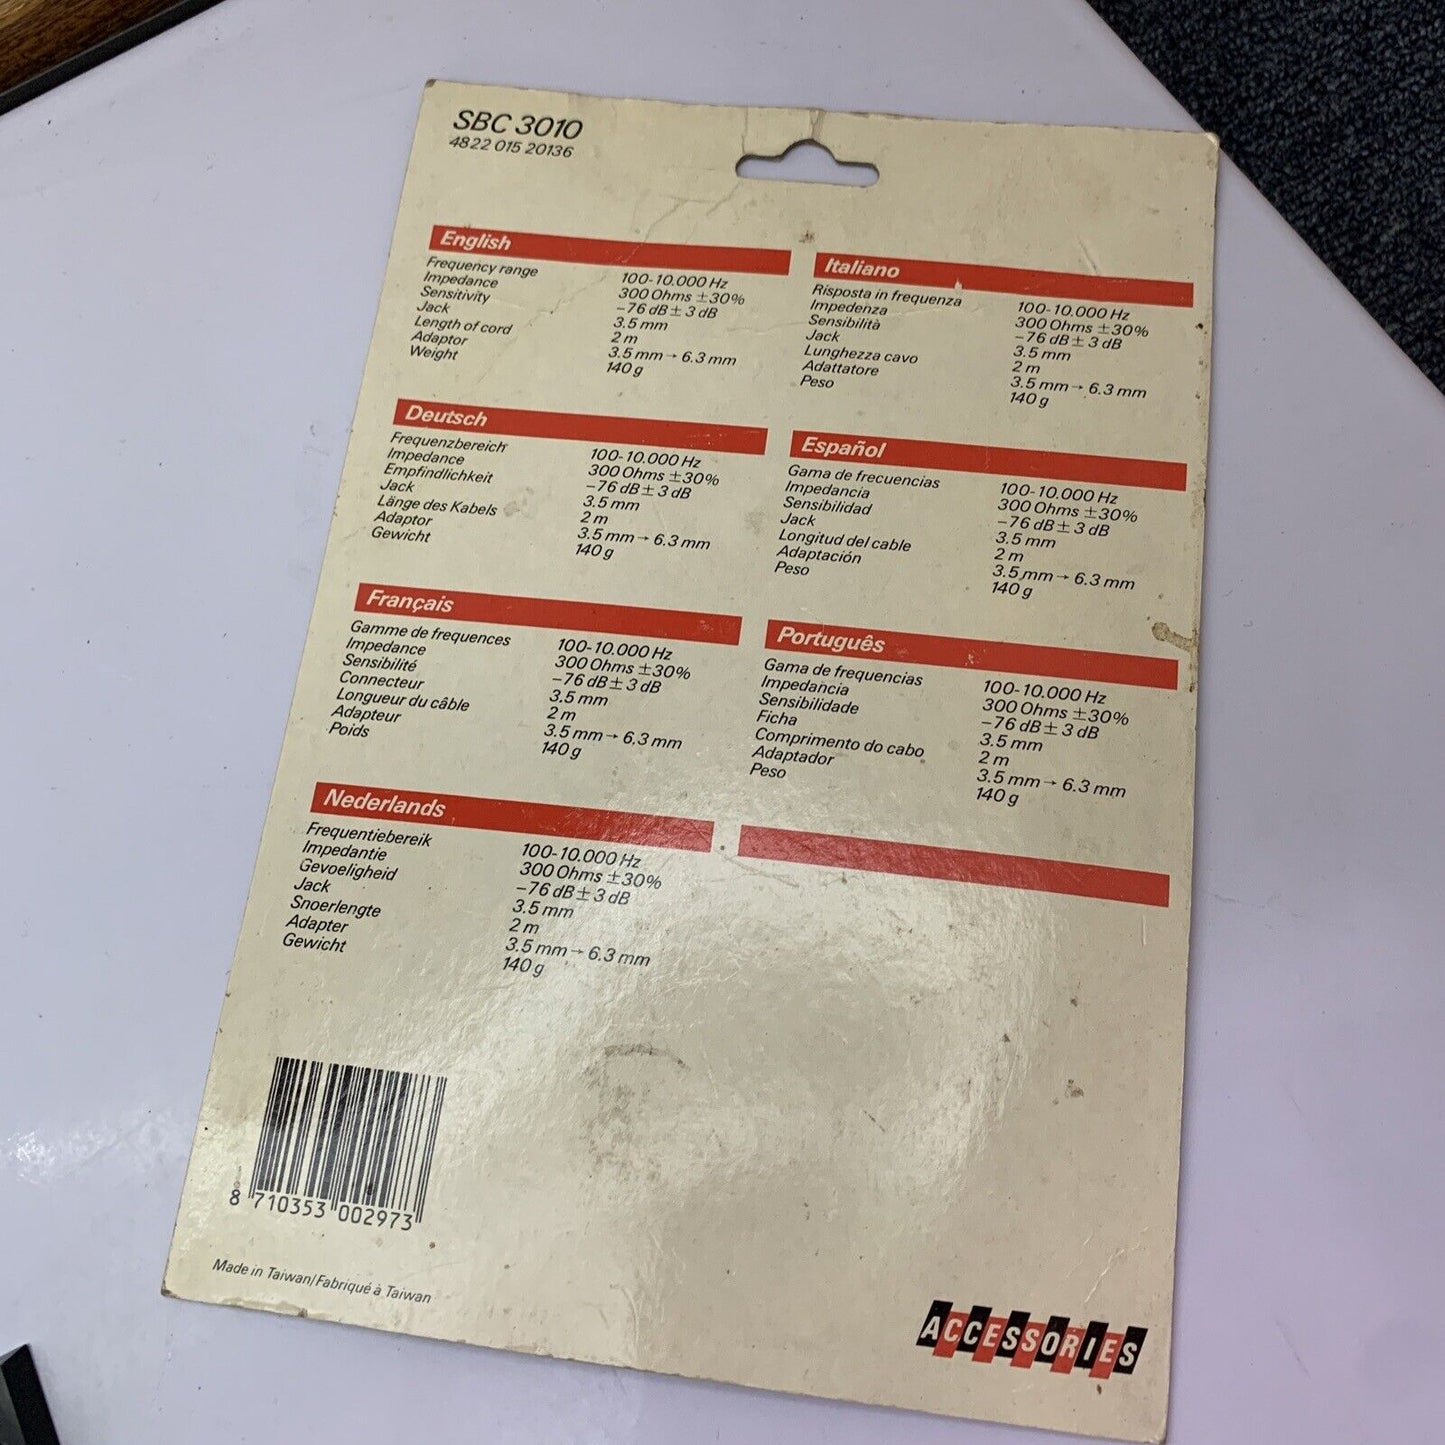 SBC 3010
4822 015 20136
English
Frequency range 100-10.000 Hz
Impedance 300 Ohms ±30%
Sensitivity -76 dB ± 3 dB
Jack 3.5 mm
Length of cord 2 m
Adaptor 3.5 mm → 6.3 mm
Weight 140 g
Deutsch
Frequenzbereich 100-10.000 Hz
Impedance 300 Ohms ±30%
Empfindlichkeit -76 dB ± 3 dB
Jack 3.5 mm
Länge des Kabels 2 m
Adaptor 3.5 mm → 6.3 mm
Gewicht 140 g
Français
Gamme de frequences 100-10.000 Hz
Impedance 300 Ohms ±30%
Sensibilité -76 dB ± 3 dB
Connecteur 3.5 mm
Longueur du câble 2 m
Adapteur 3.5 mm → 6.3 mm
Poids 140 g
Nederlands
Frequentiebereik 100-10.000 Hz
Impedantie 300 Ohms ±30%
Gevoeligheid -76 dB ± 3 dB
Jack 3.5 mm
Snoerlengte 2 m
Adapter 3.5 mm → 6.3 mm
Gewicht 140 g
Italiano
Risposta in frequenza 100-10.000 Hz
Impedenza 300 Ohms ±30%
Sensibilità -76 dB ± 3 dB
Jack 3.5 mm
Lunghezza cavo 2 m
Adattatore 3.5 mm → 6.3 mm
Peso 140 g
Español
Gama de frecuencias 100-10.000 Hz
Impedancia 300 Ohms ±30%
Sensibilidad -76 dB ± 3 dB
Jack 3.5 mm
Longitud del cable 2 m
Adaptación 3.5 mm → 6.3 mm
Peso 140 g
Português
Gama de frequencias 100-10.000 Hz
Impedância 300 Ohms ±30%
Sensibilidade -76 dB ± 3 dB
Ficha 3.5 mm
Comprimento do cabo 2 m
Adaptador 3.5 mm → 6.3 mm
Peso 140 g
8 710353 002973
Made in Taiwan/Fabriqué à Taiwan
ACCESSORIES